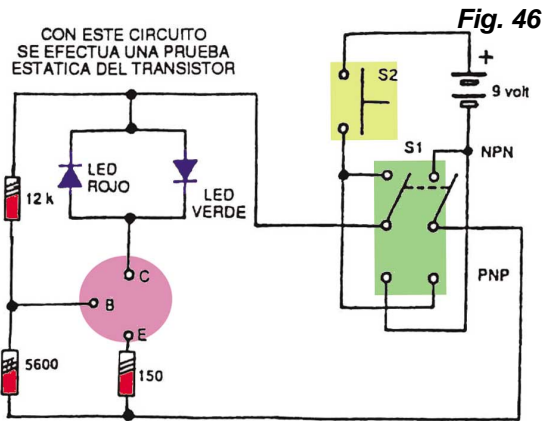 Fig. 46
CON ESTE CIRCUITO
SE EFECTUA UNA PRUEBA
ESTATICA DEL TRANSISTOR
S2
+
9 volt
S1
NPN
LED
ROJO
LED
VERDE
12 k
C
B
PNP
E
5600
150